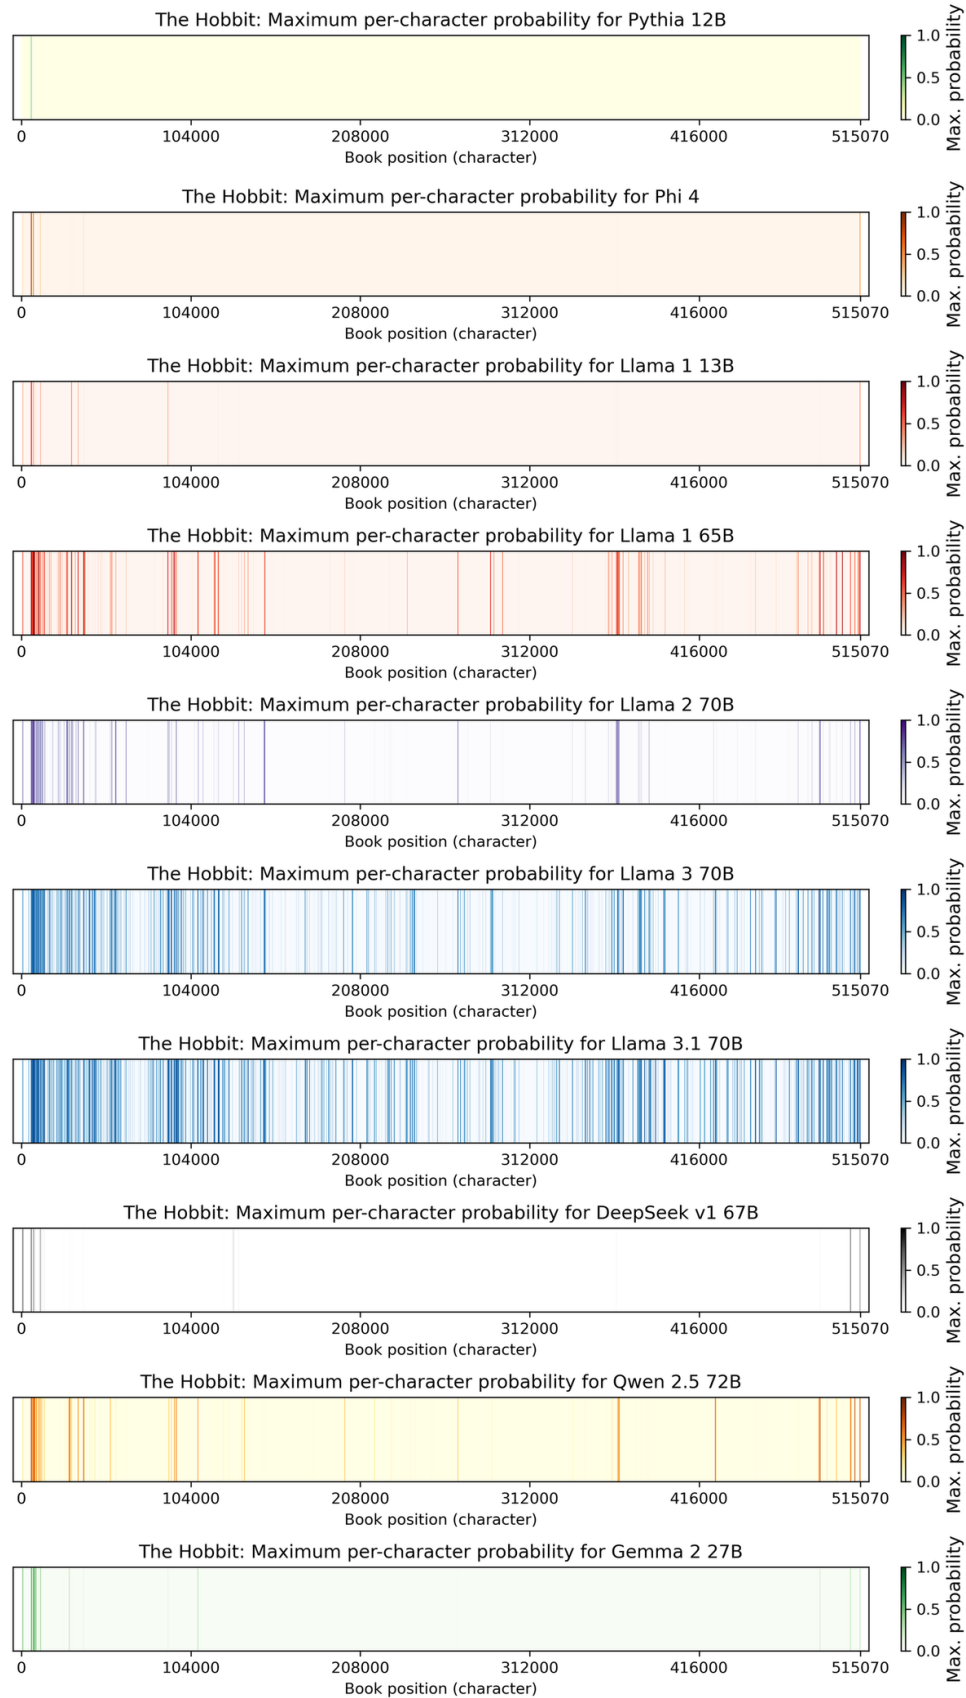 The Hobbit: Maximum per-character probability for Pythia 12B
1.0
0.5
0.0
Max. probability
0 104000 208000 312000 416000 515070
Book position (character)
The Hobbit: Maximum per-character probability for Phi 4
1.0
0.5
0.0
Max. probability
0 104000 208000 312000 416000 515070
Book position (character)
The Hobbit: Maximum per-character probability for Llama 1 13B
1.0
0.5
0.0
Max. probability
0 104000 208000 312000 416000 515070
Book position (character)
The Hobbit: Maximum per-character probability for Llama 1 65B
1.0
0.5
0.0
Max. probability
0 104000 208000 312000 416000 515070
Book position (character)
The Hobbit: Maximum per-character probability for Llama 2 70B
1.0
0.5
0.0
Max. probability
0 104000 208000 312000 416000 515070
Book position (character)
The Hobbit: Maximum per-character probability for Llama 3 70B
1.0
0.5
0.0
Max. probability
0 104000 208000 312000 416000 515070
Book position (character)
The Hobbit: Maximum per-character probability for Llama 3.1 70B
1.0
0.5
0.0
Max. probability
0 104000 208000 312000 416000 515070
Book position (character)
The Hobbit: Maximum per-character probability for DeepSeek v1 67B
1.0
0.5
0.0
Max. probability
0 104000 208000 312000 416000 515070
Book position (character)
The Hobbit: Maximum per-character probability for Qwen 2.5 72B
1.0
0.5
0.0
Max. probability
0 104000 208000 312000 416000 515070
Book position (character)
The Hobbit: Maximum per-character probability for Gemma 2 27B
1.0
0.5
0.0
Max. probability
0 104000 208000 312000 416000 515070
Book position (character)